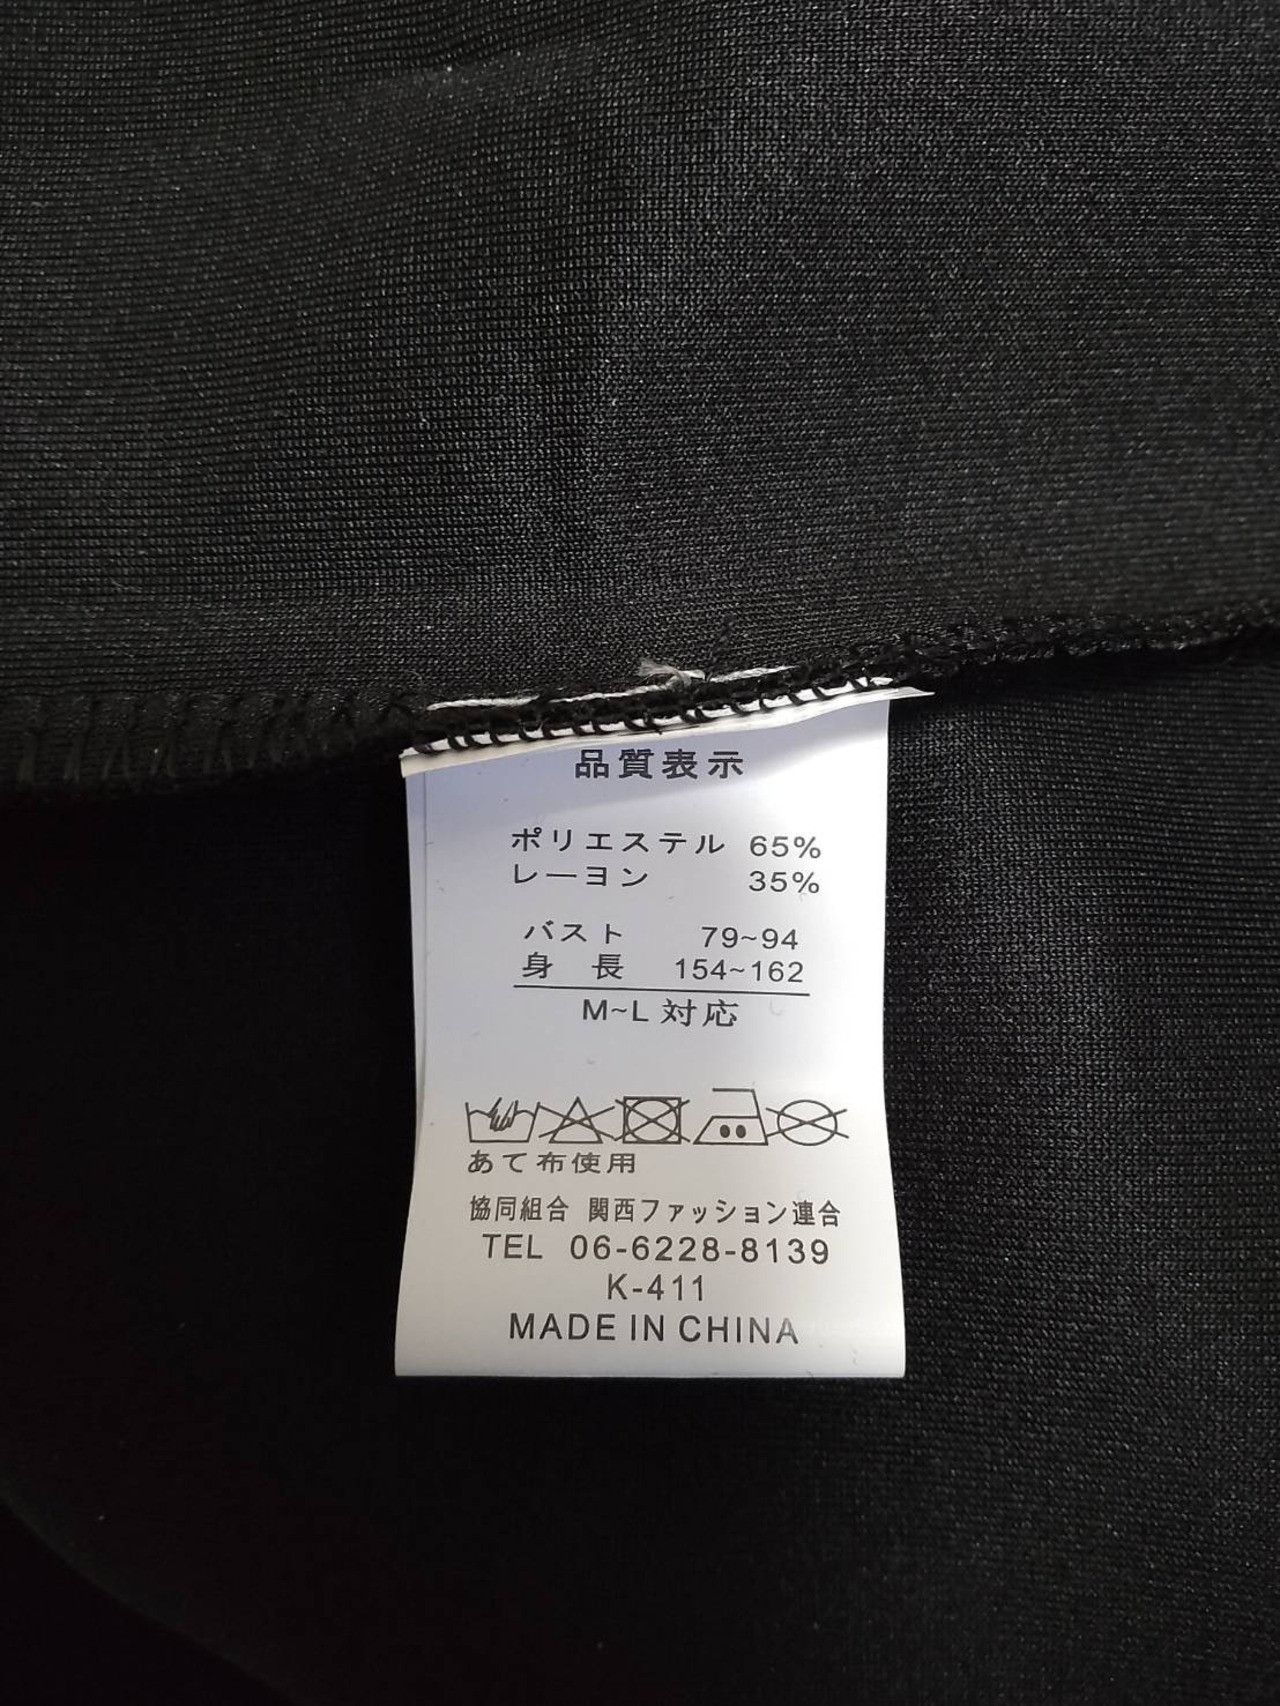 品質表示
ポリエステル 65%
レーヨン 35%
バスト 79~94
身長 154~162
M~L 対応
あて布使用
協同組合 関西ファッション連合
TEL 06-6228-8139
K-411
MADE IN CHINA